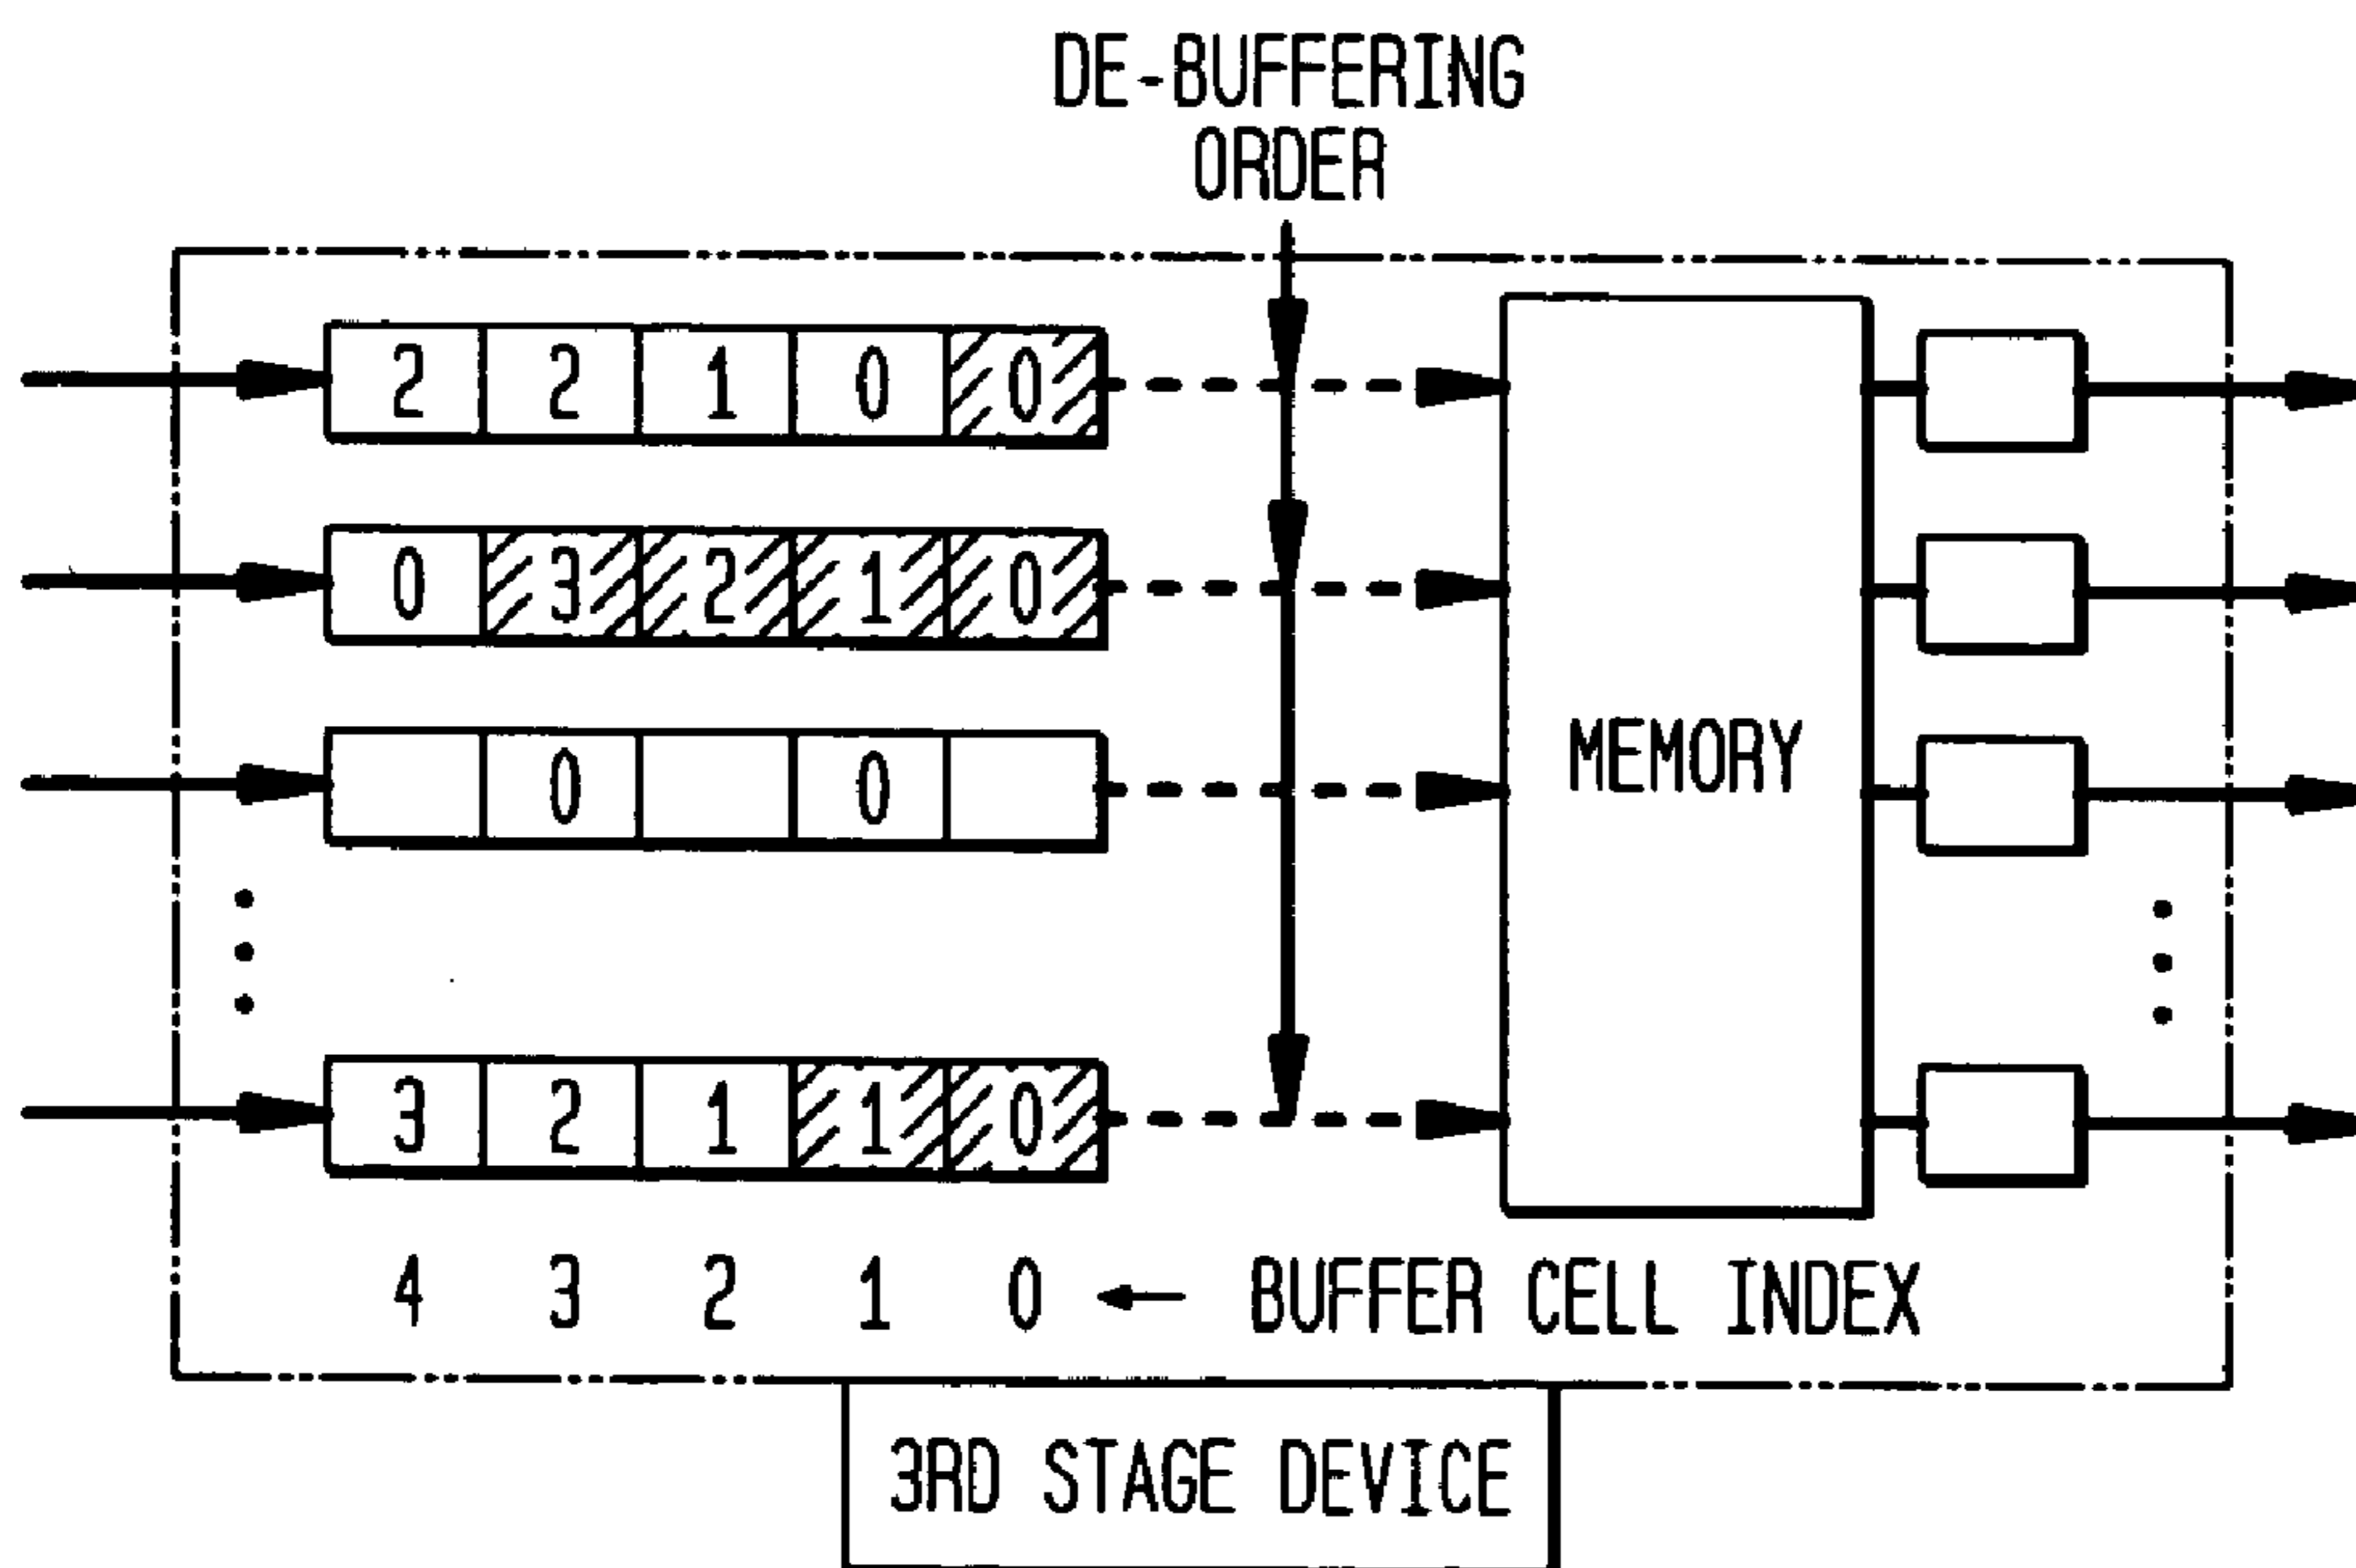 DE-BUFFERING
ORDER
2 2 1 0 0
0 3 2 1 0
0 0
MEMORY
3 2 1 1 0
4 3 2 1 0 BUFFER CELL INDEX
3RD STAGE DEVICE